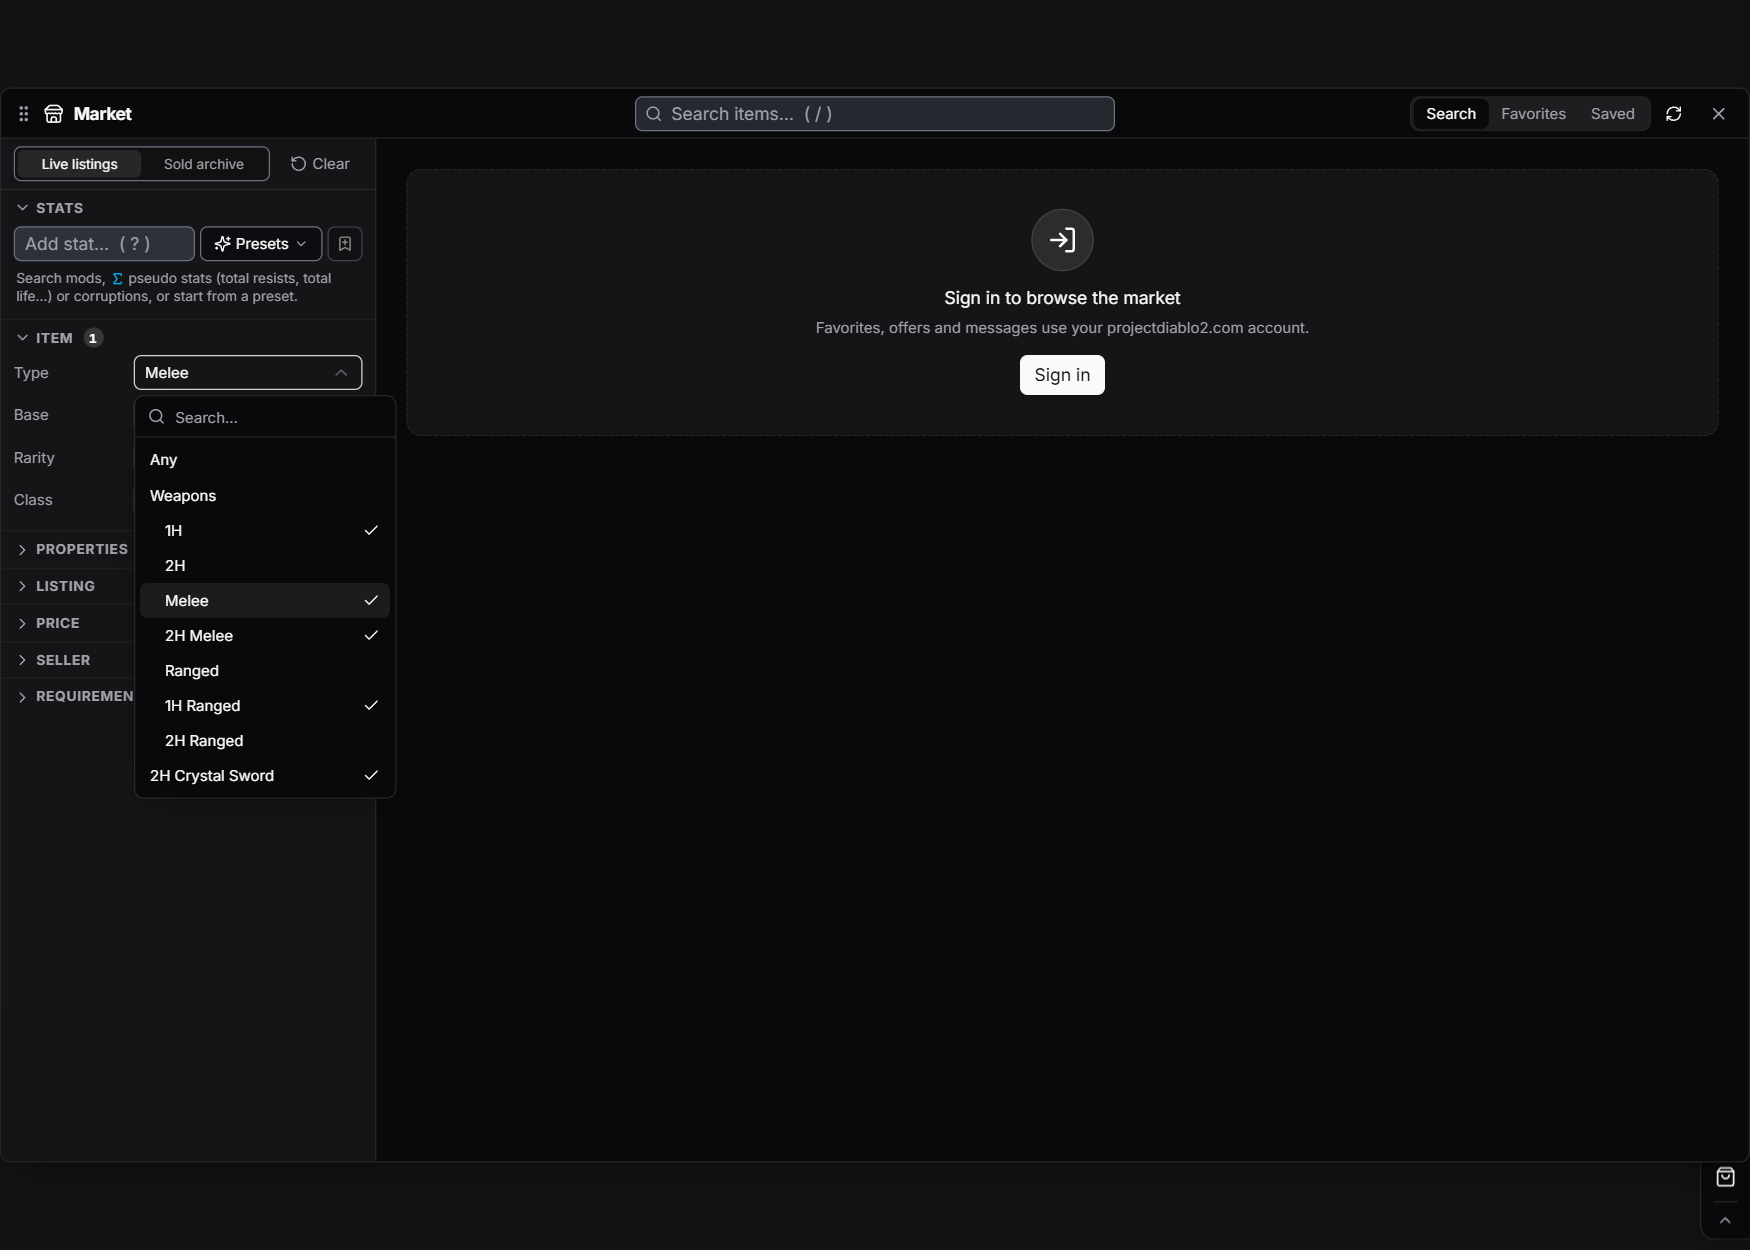 Market
Search items... ( / )
Search
Favorites
Saved
Live listings
Sold archive
Clear
STATS
Add stat... ( ? )
Presets
Search mods, Σ pseudo stats (total resists, total
life...) or corruptions, or start from a preset.
ITEM 1
Type
Melee
Base
Rarity
Class
Search...
Any
Weapons
1H
2H
Melee
2H Melee
Ranged
1H Ranged
2H Ranged
2H Crystal Sword
PROPERTIES
LISTING
PRICE
SELLER
REQUIREMEN
Sign in to browse the market
Favorites, offers and messages use your projectdiablo2.com account.
Sign in